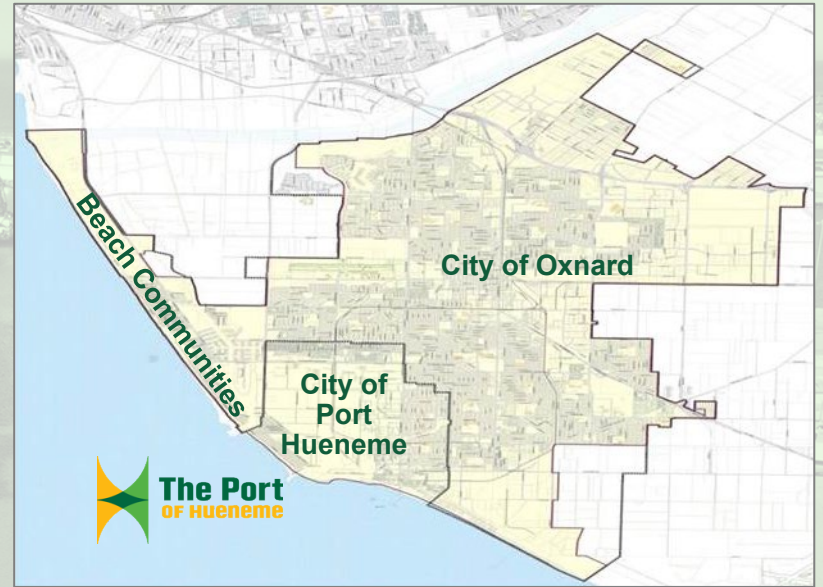 Beach Communities
City of Oxnard
City of
Port
Hueneme
The Port
OF HUENEME